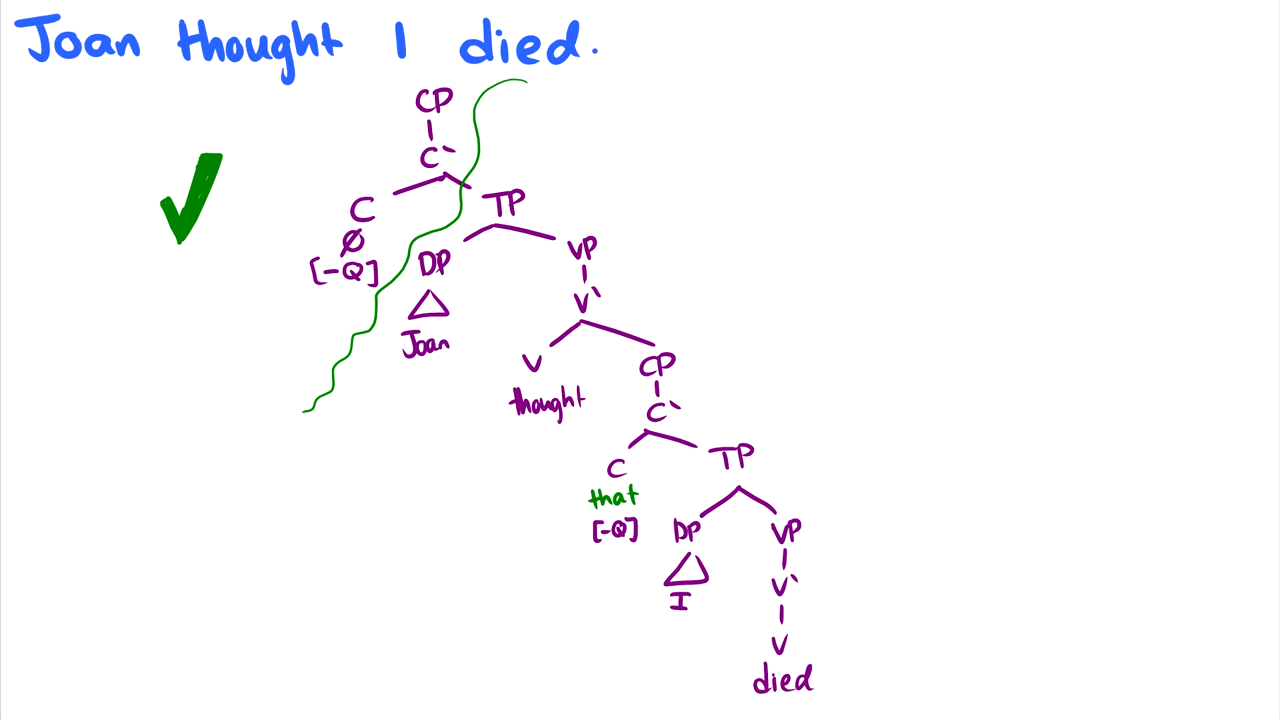 Joan thought I died.
CP
C`
C TP
Ø
[-Q] DP VP
V`
Joan
V CP
thought
C`
C TP
that
[-Q] DP VP
I V`
V
died